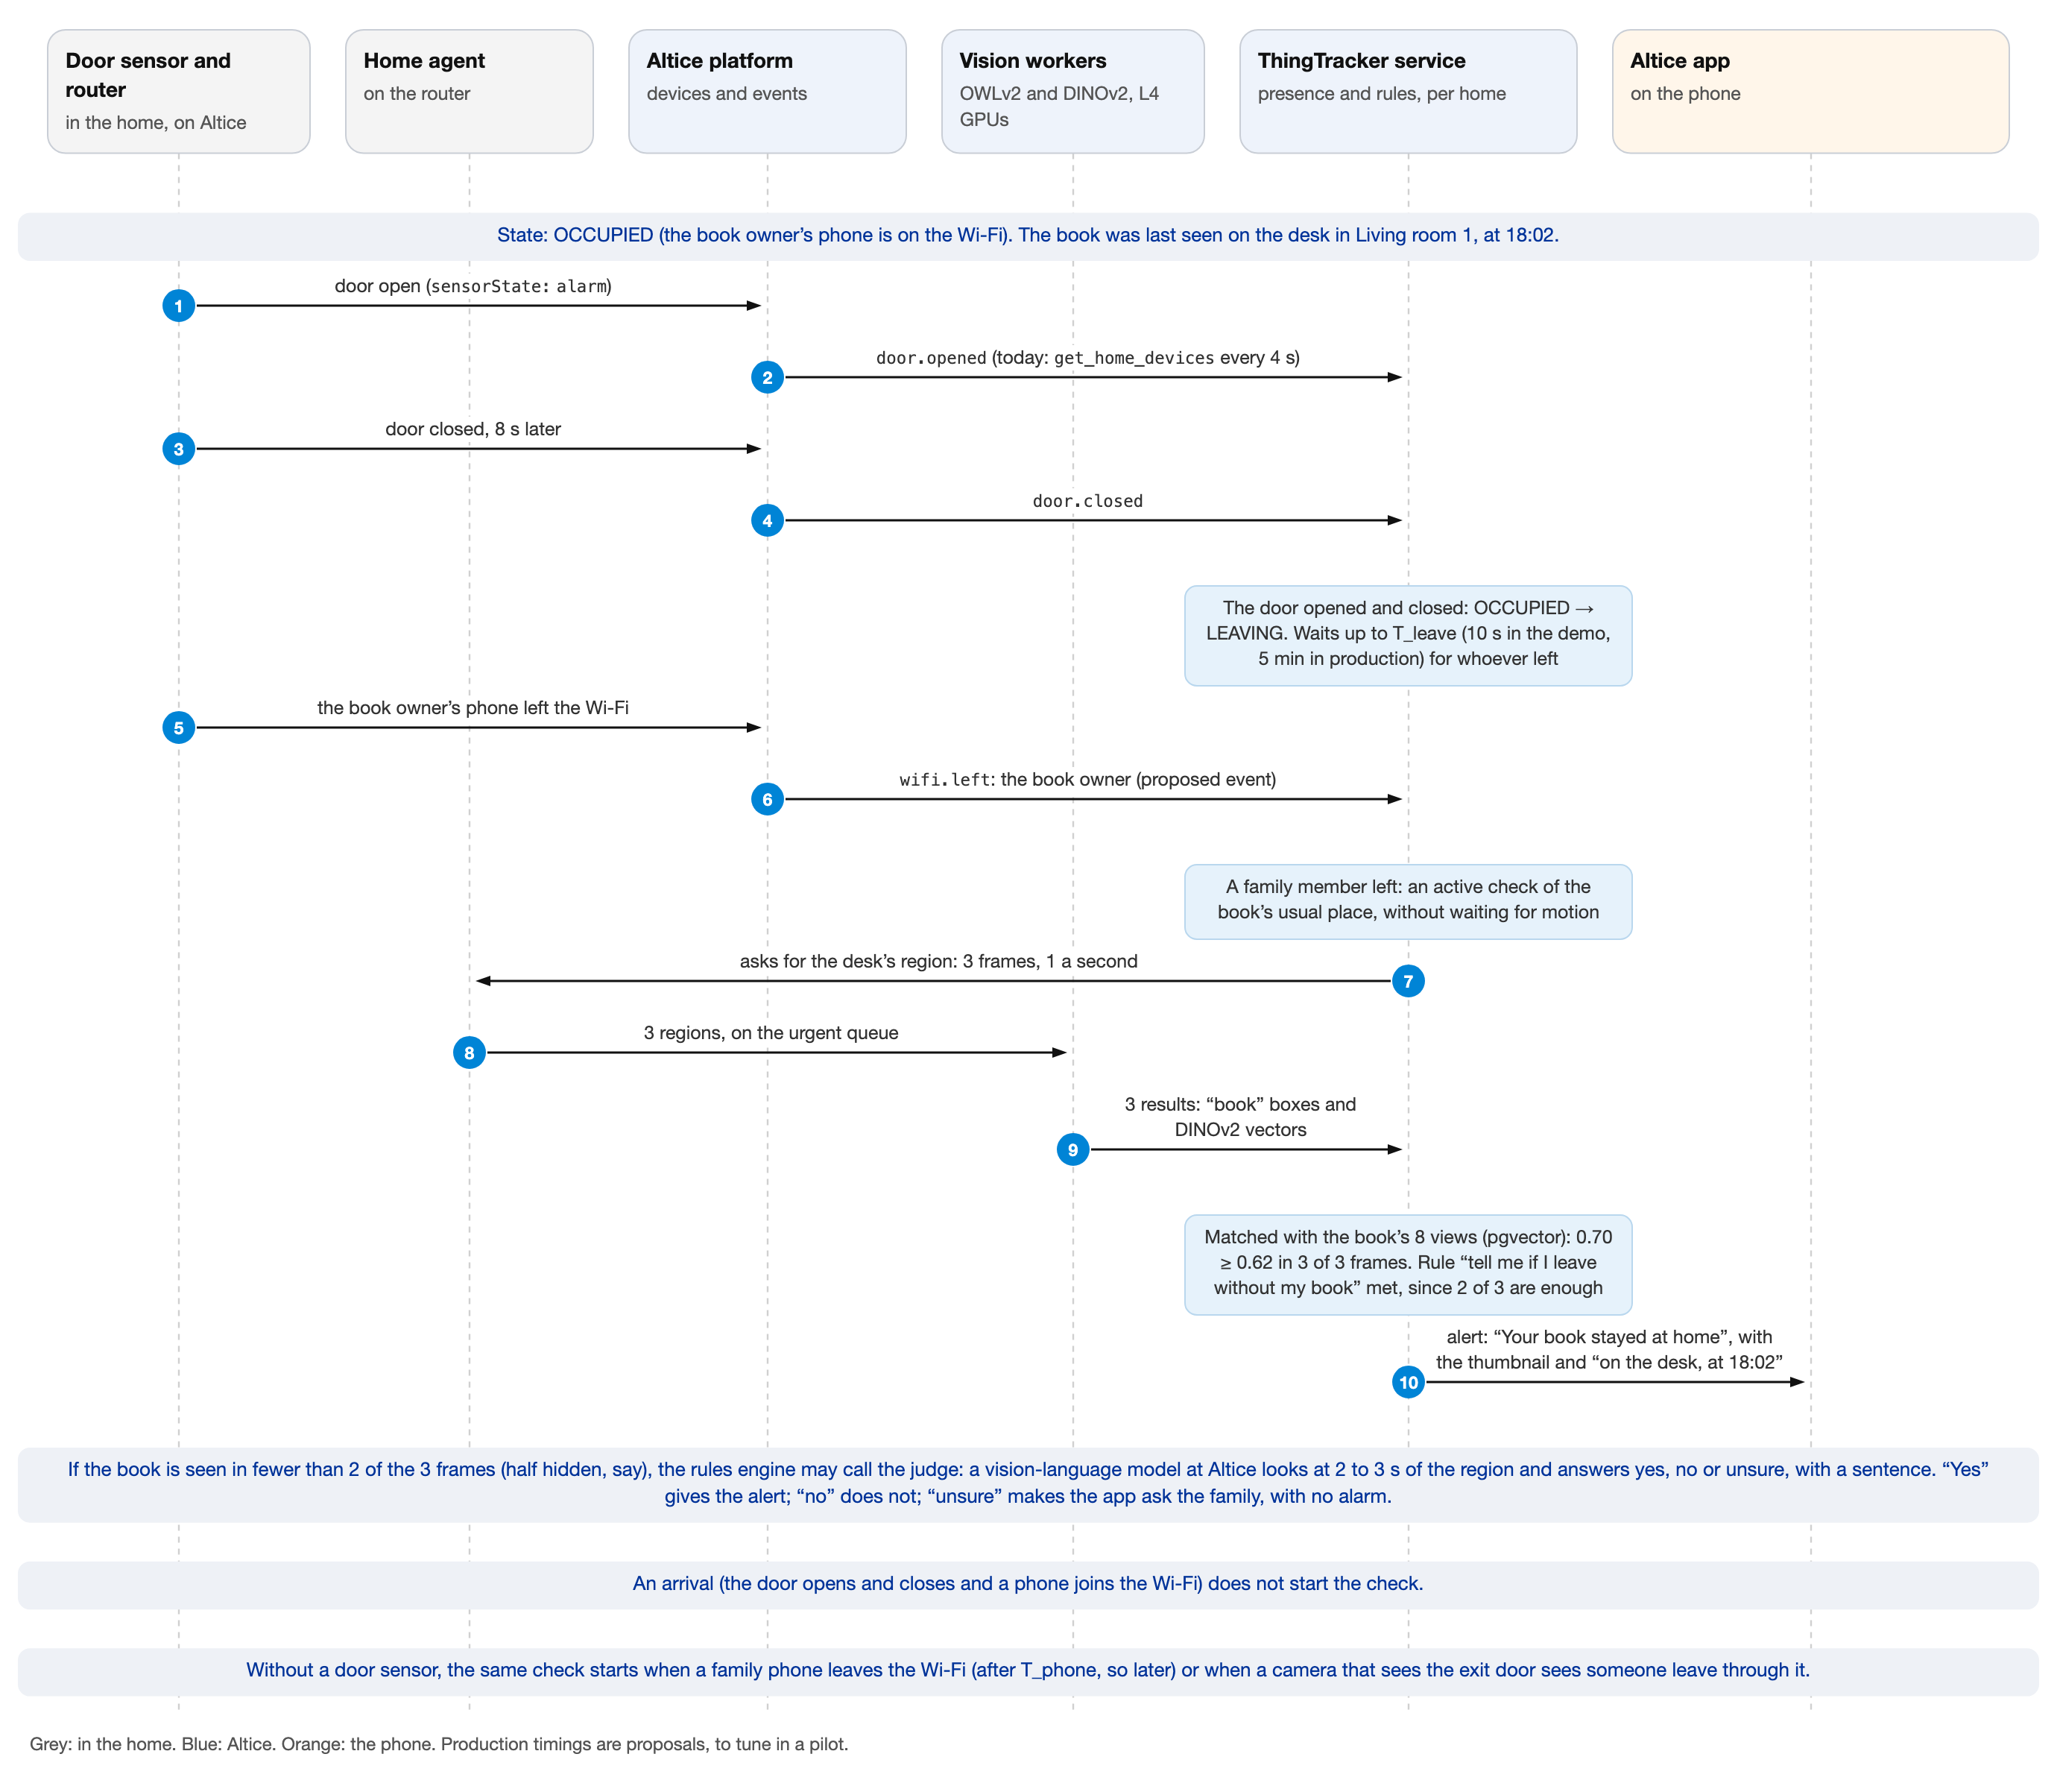 Door sensor and
router
in the home, on Altice
Home agent
on the router
Altice platform
devices and events
Vision workers
OWLv2 and DINOv2, L4
GPUs
ThingTracker service
presence and rules, per home
Altice app
on the phone
State: OCCUPIED (the book owner’s phone is on the Wi-Fi). The book was last seen on the desk in Living room 1, at 18:02.
door open (sensorState: alarm)
1
door.opened (today: get_home_devices every 4 s)
2
door closed, 8 s later
3
door.closed
4
The door opened and closed: OCCUPIED →
LEAVING. Waits up to T_leave (10 s in the demo,
5 min in production) for whoever left
the book owner’s phone left the Wi-Fi
5
wifi.left: the book owner (proposed event)
6
A family member left: an active check of the
book’s usual place, without waiting for motion
asks for the desk’s region: 3 frames, 1 a second
7
3 regions, on the urgent queue
8
3 results: “book” boxes and
DINOv2 vectors
9
Matched with the book’s 8 views (pgvector): 0.70
≥ 0.62 in 3 of 3 frames. Rule “tell me if I leave
without my book” met, since 2 of 3 are enough
alert: “Your book stayed at home”, with
the thumbnail and “on the desk, at 18:02”
10
If the book is seen in fewer than 2 of the 3 frames (half hidden, say), the rules engine may call the judge: a vision-language model at Altice looks at 2 to 3 s of the region and answers yes, no or unsure, with a sentence. “Yes”
gives the alert; “no” does not; “unsure” makes the app ask the family, with no alarm.
An arrival (the door opens and closes and a phone joins the Wi-Fi) does not start the check.
Without a door sensor, the same check starts when a family phone leaves the Wi-Fi (after T_phone, so later) or when a camera that sees the exit door sees someone leave through it.
Grey: in the home. Blue: Altice. Orange: the phone. Production timings are proposals, to tune in a pilot.